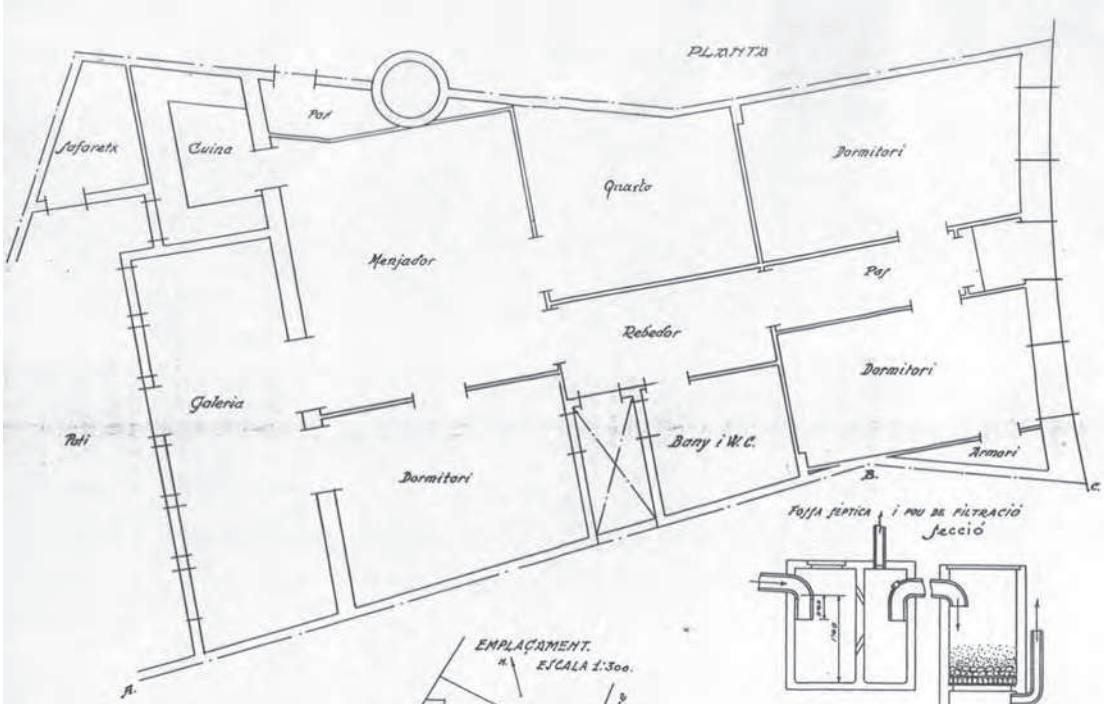 PLANTA
Safaretx
Cuina
Pas
Quarto
Dormitori
Menjador
Pas
Rebedor
Dormitori
Galeria
Pati
Bany i W.C.
Armari
Dormitori
B.
C.
FOSSA SÈPTICA I POU DE FILTRACIÓ
SECCIÓ
EMPLAÇAMENT.
N.
ESCALA 1:300.
A.